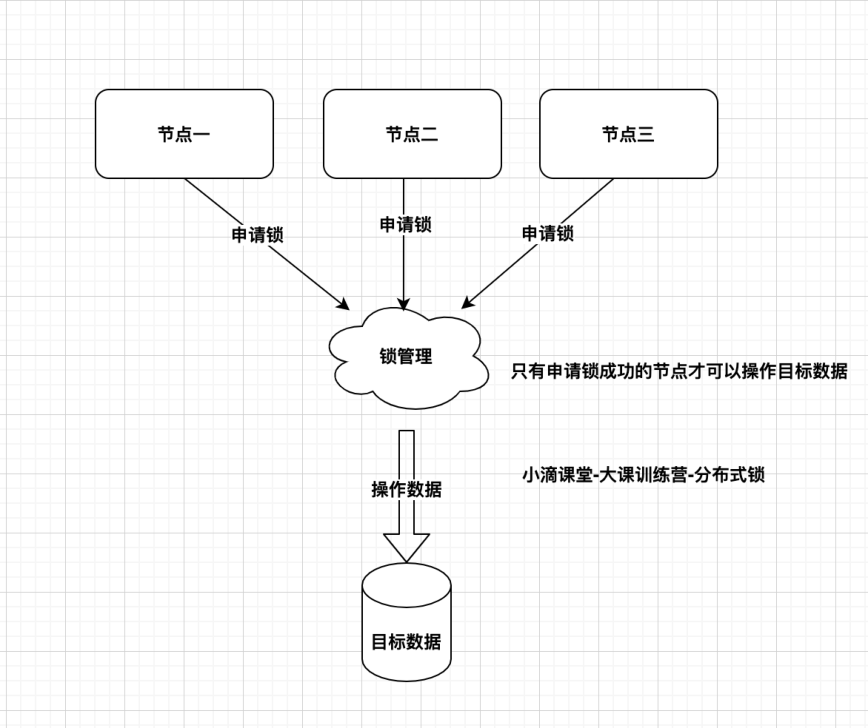 节点一
节点二
节点三
申请锁
申请锁
申请锁
锁管理
只有申请锁成功的节点才可以操作目标数据
小滴课堂-大课训练营-分布式锁
操作数据
目标数据